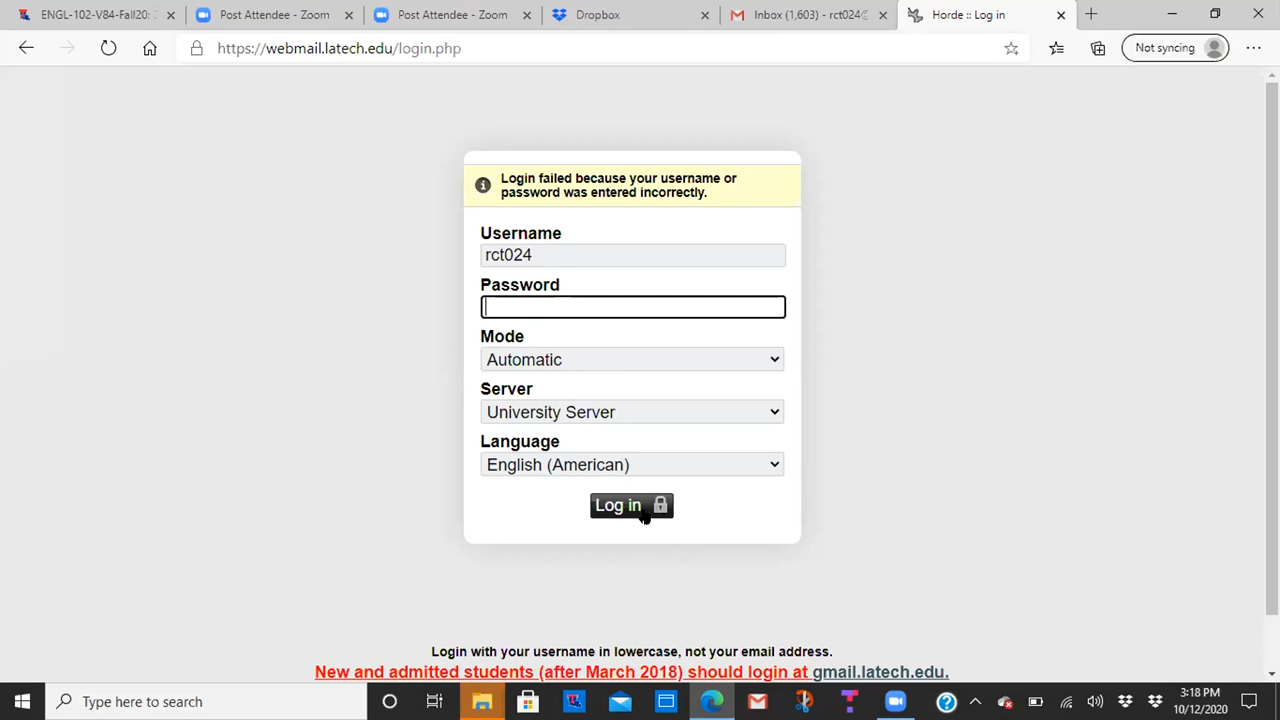 ENGL-102-V84-Fall20:
Post Attendee - Zoom
Post Attendee - Zoom
Dropbox
Inbox (1,603) - rct024
Horde :: Log in
https://webmail.latech.edu/login.php
Not syncing
Login failed because your username or
password was entered incorrectly.
Username
rct024
Password
Mode
Automatic
Server
University Server
Language
English (American)
Log in
Login with your username in lowercase, not your email address.
New and admitted students (after March 2018) should login at gmail.latech.edu.
Type here to search
3:18 PM
10/12/2020